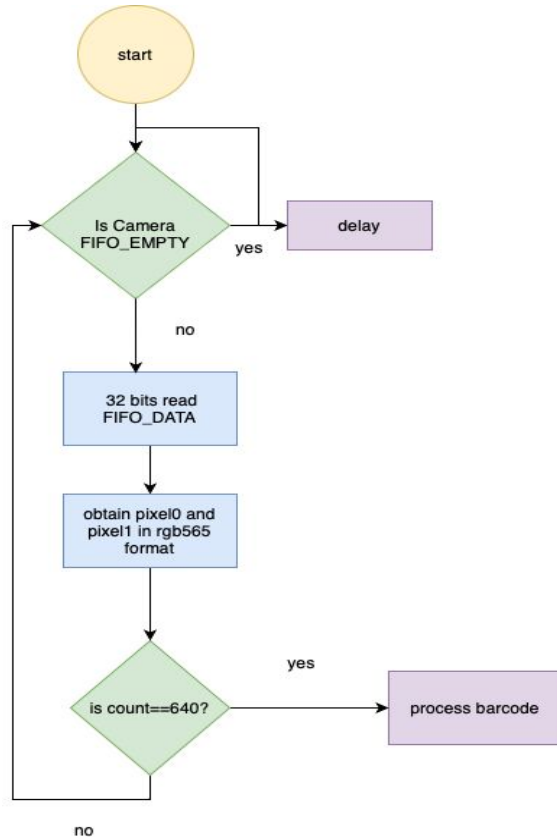 start
Is Camera
FIFO_EMPTY
yes
delay
no
32 bits read
FIFO_DATA
obtain pixel0 and
pixel1 in rgb565
format
is count==640?
yes
process barcode
no